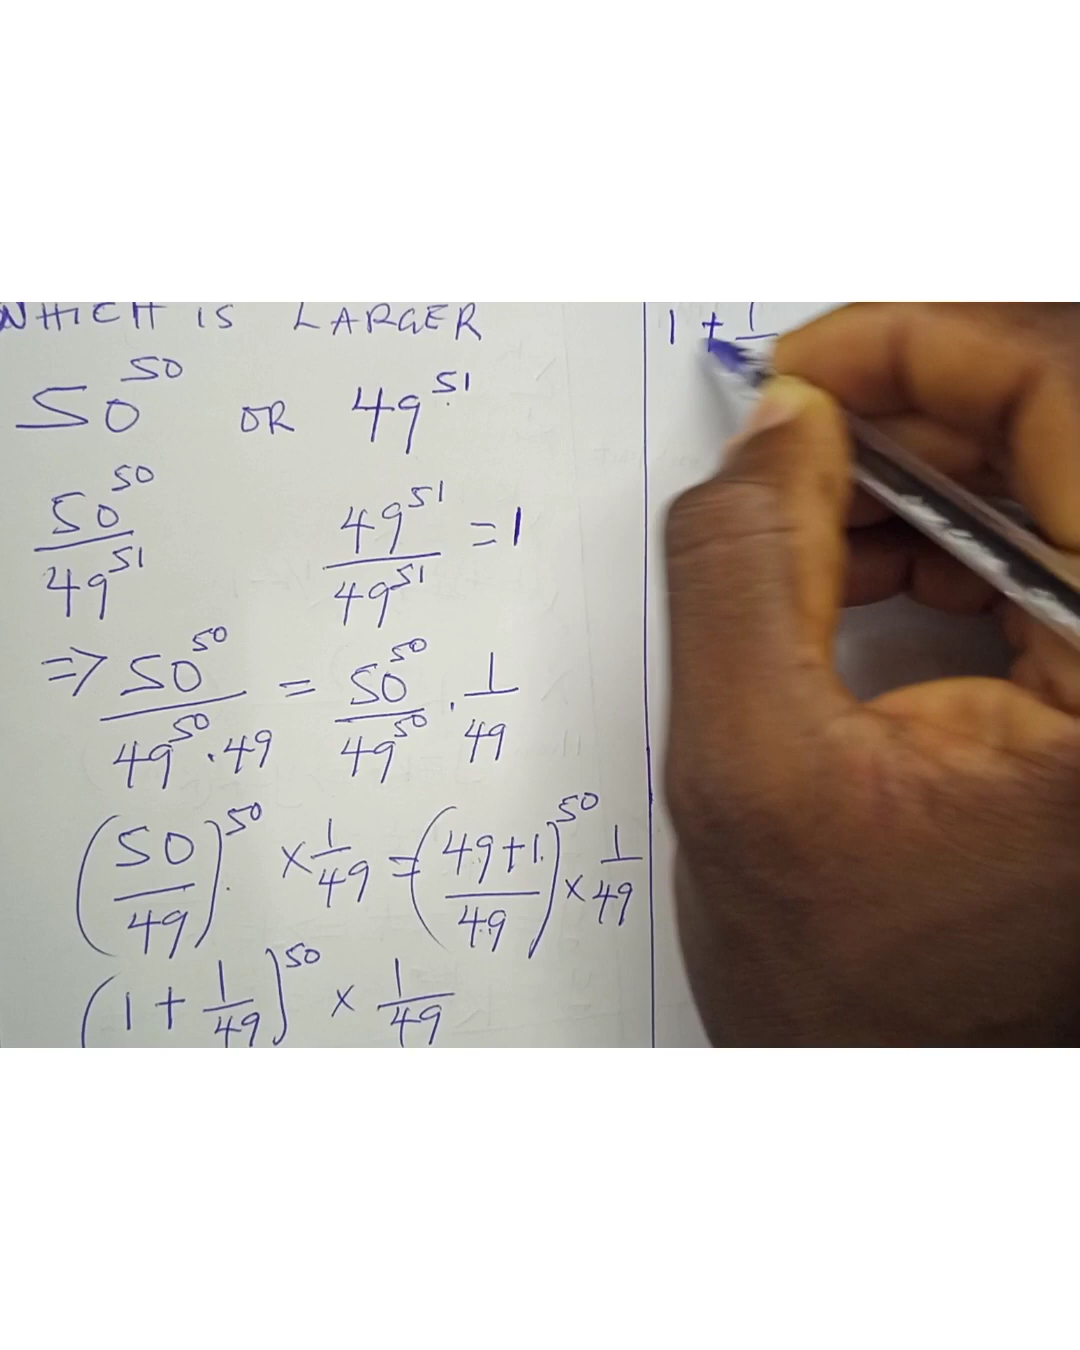 WHICH IS LARGER
50^50 OR 49^51
50^50/49^51   49^51/49^51 = 1
=> 50^50/(49^50 · 49) = 50^50/49^50 · 1/49
(50/49)^50 × 1/49 = ((49+1)/49)^50 × 1/49
(1 + 1/49)^50 × 1/49
1 + 1